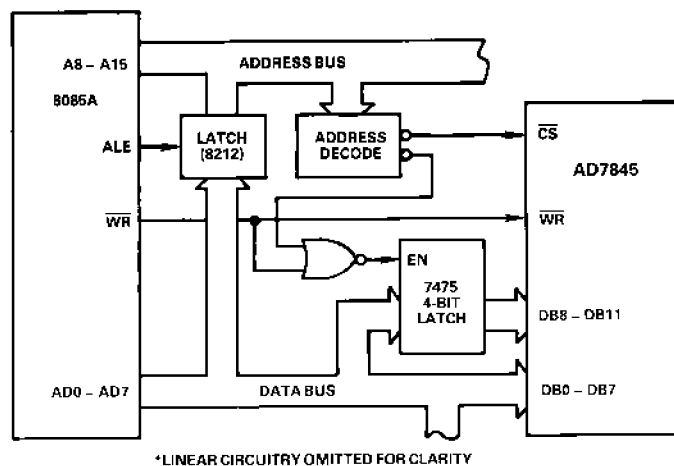 A8 – A15
ADDRESS BUS
8085A
ALE
LATCH
(8212)
ADDRESS
DECODE
CS
AD7845
WR
WR
EN
7475
4-BIT
LATCH
DB8 – DB11
AD0 – AD7
DATA BUS
DB0 – DB7
*LINEAR CIRCUITRY OMITTED FOR CLARITY